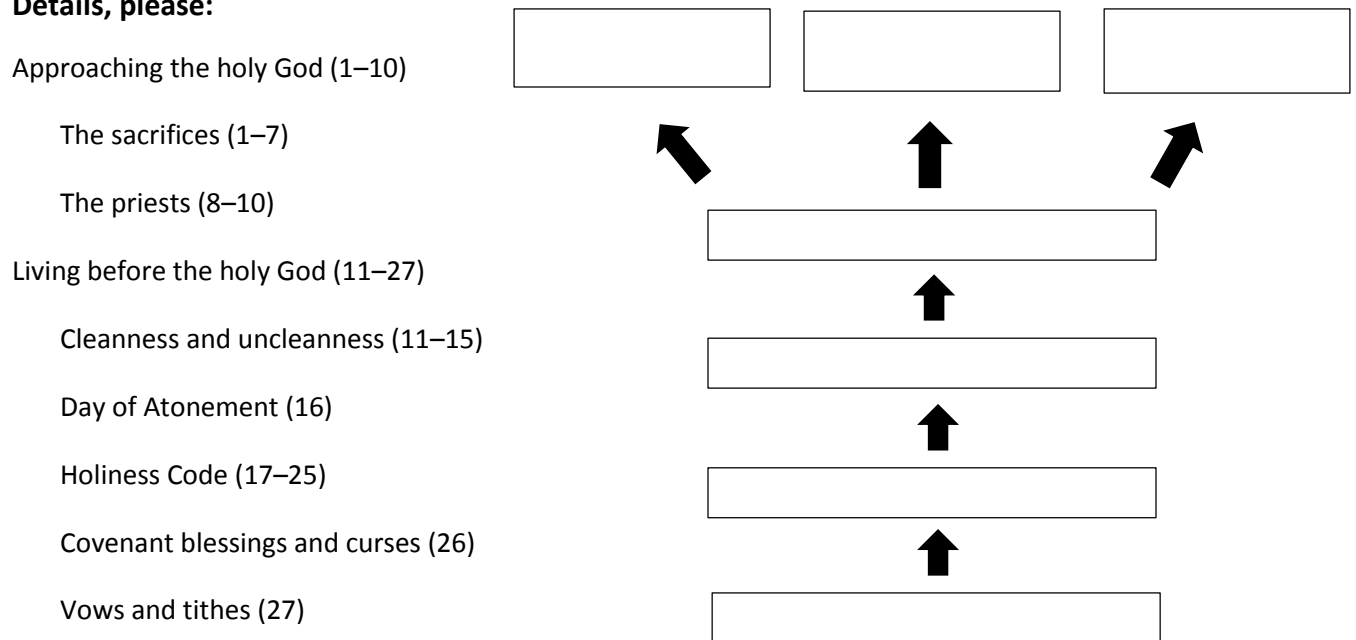 Details, please:
Approaching the holy God (1–10)
The sacrifices (1–7)
The priests (8–10)
Living before the holy God (11–27)
Cleanness and uncleanness (11–15)
Day of Atonement (16)
Holiness Code (17–25)
Covenant blessings and curses (26)
Vows and tithes (27)